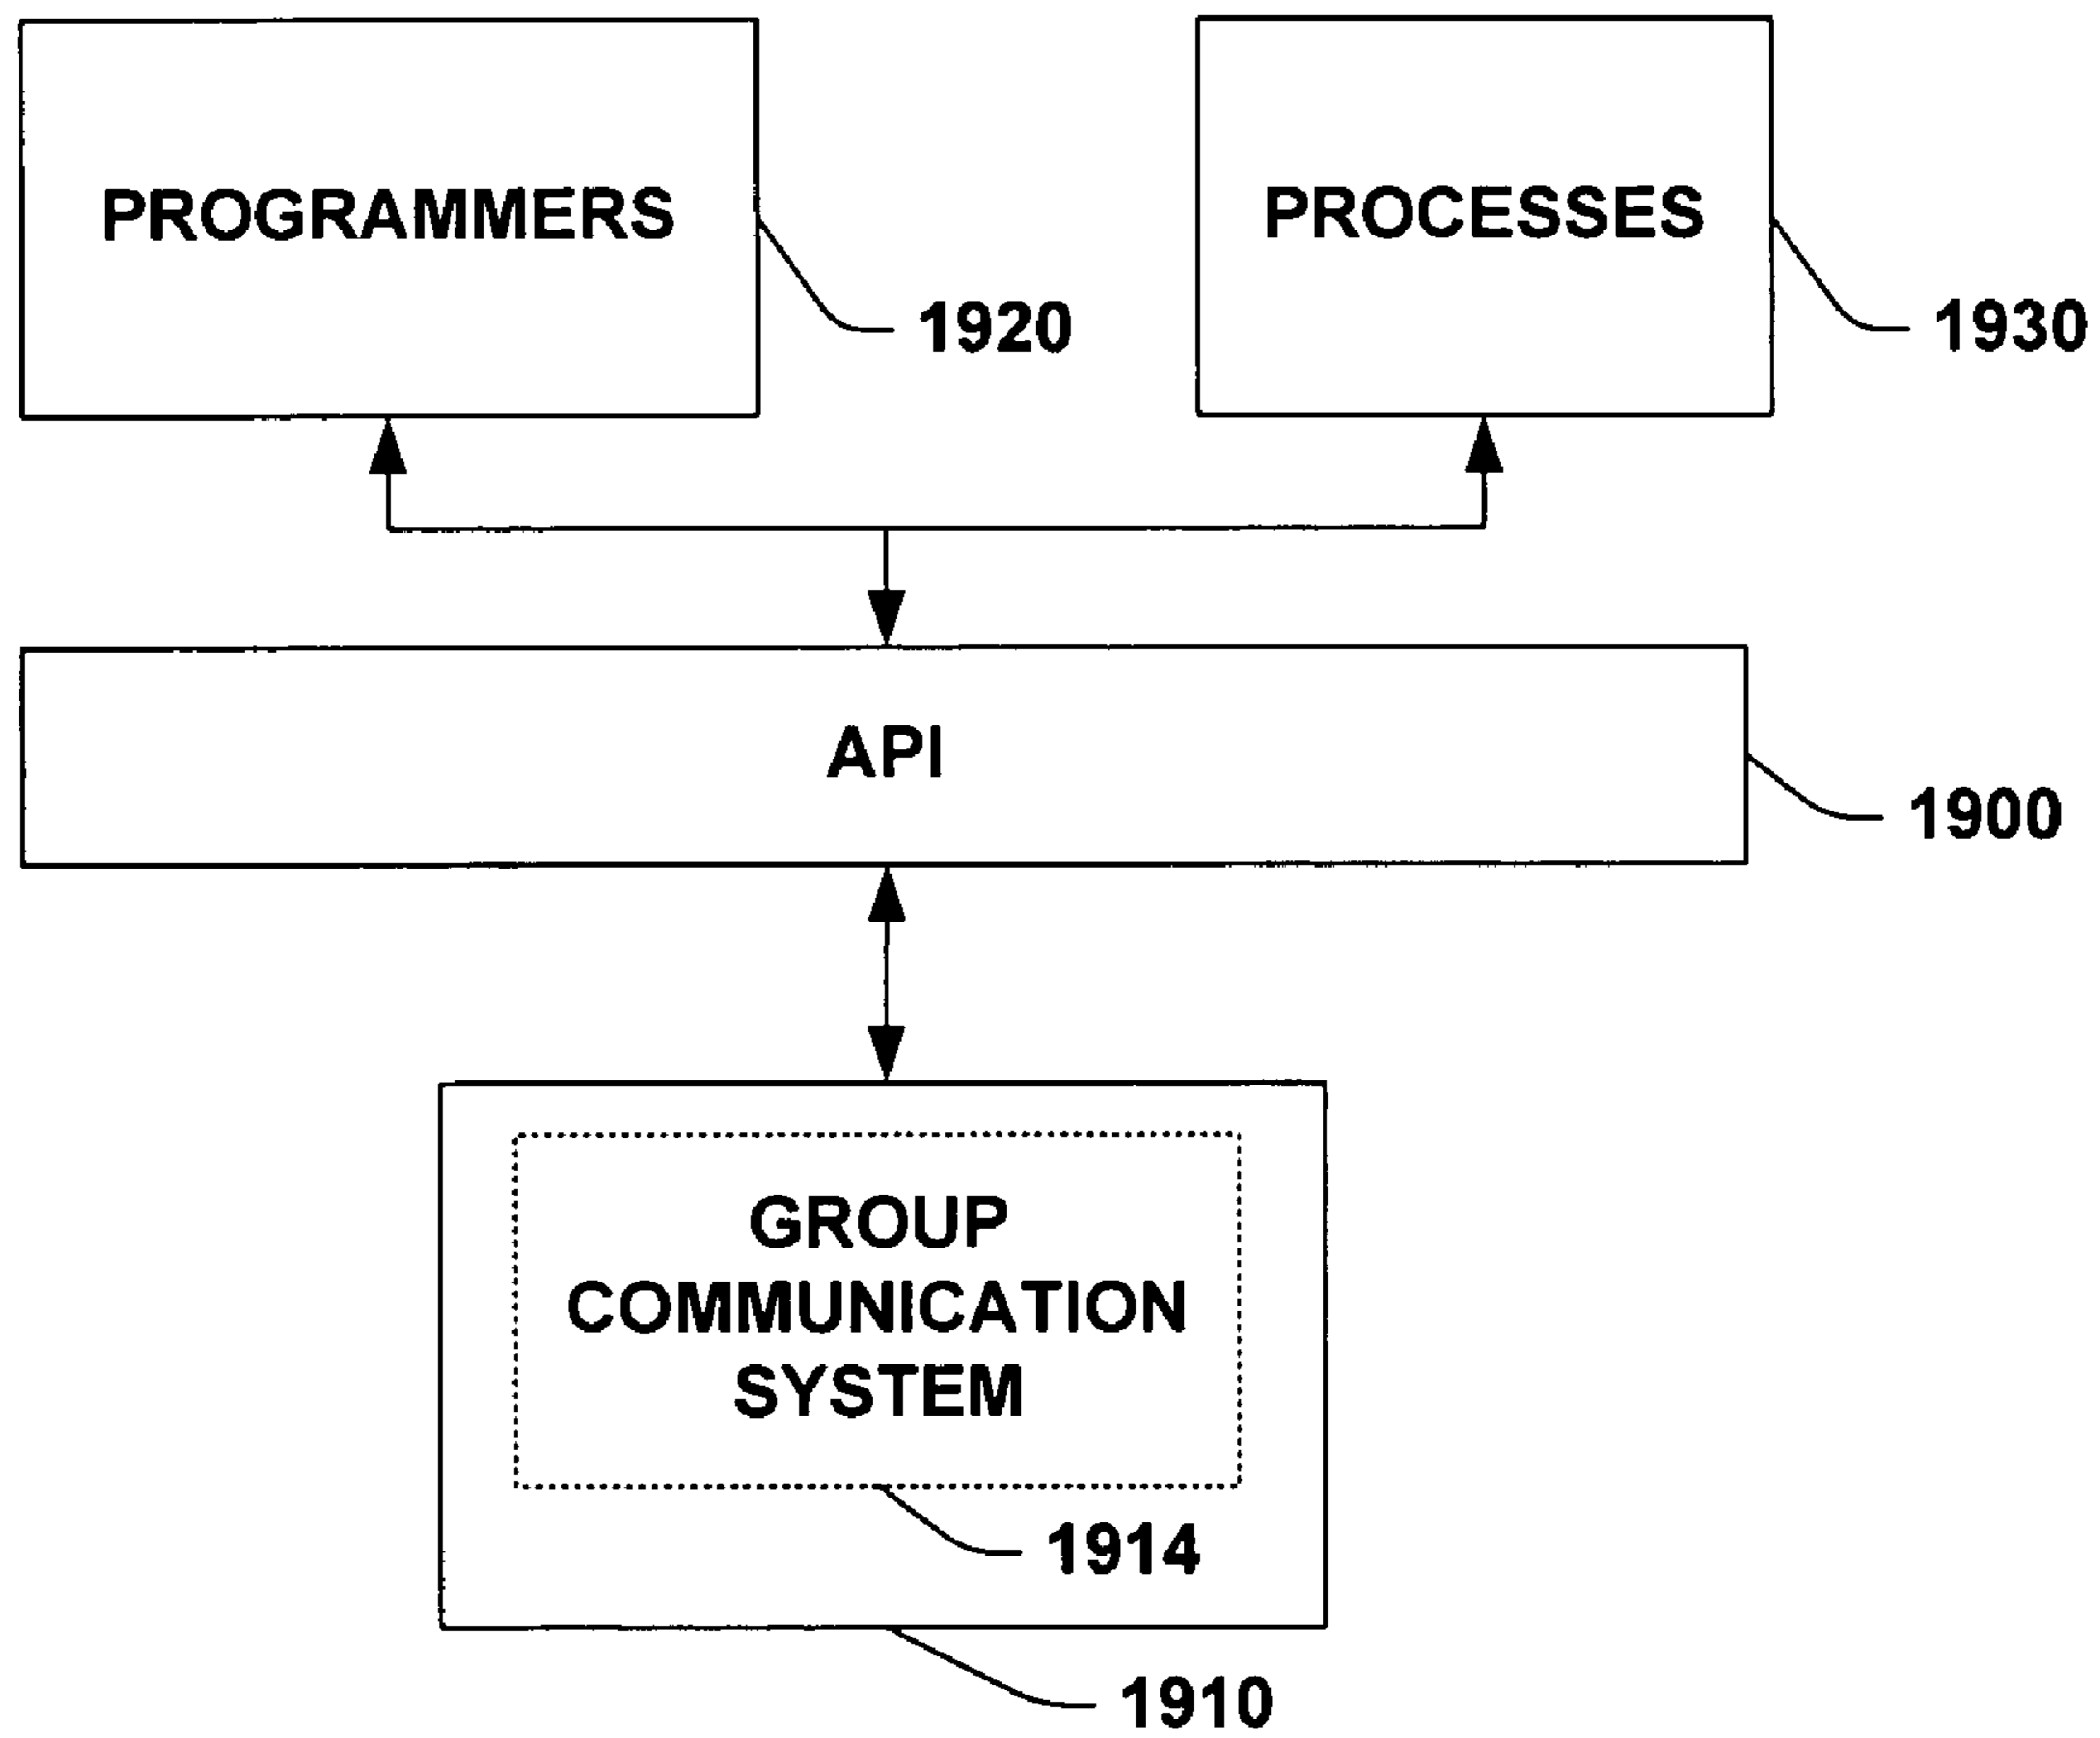 PROGRAMMERS
PROCESSES
1920
1930
API
1900
GROUP
COMMUNICATION
SYSTEM
1914
1910